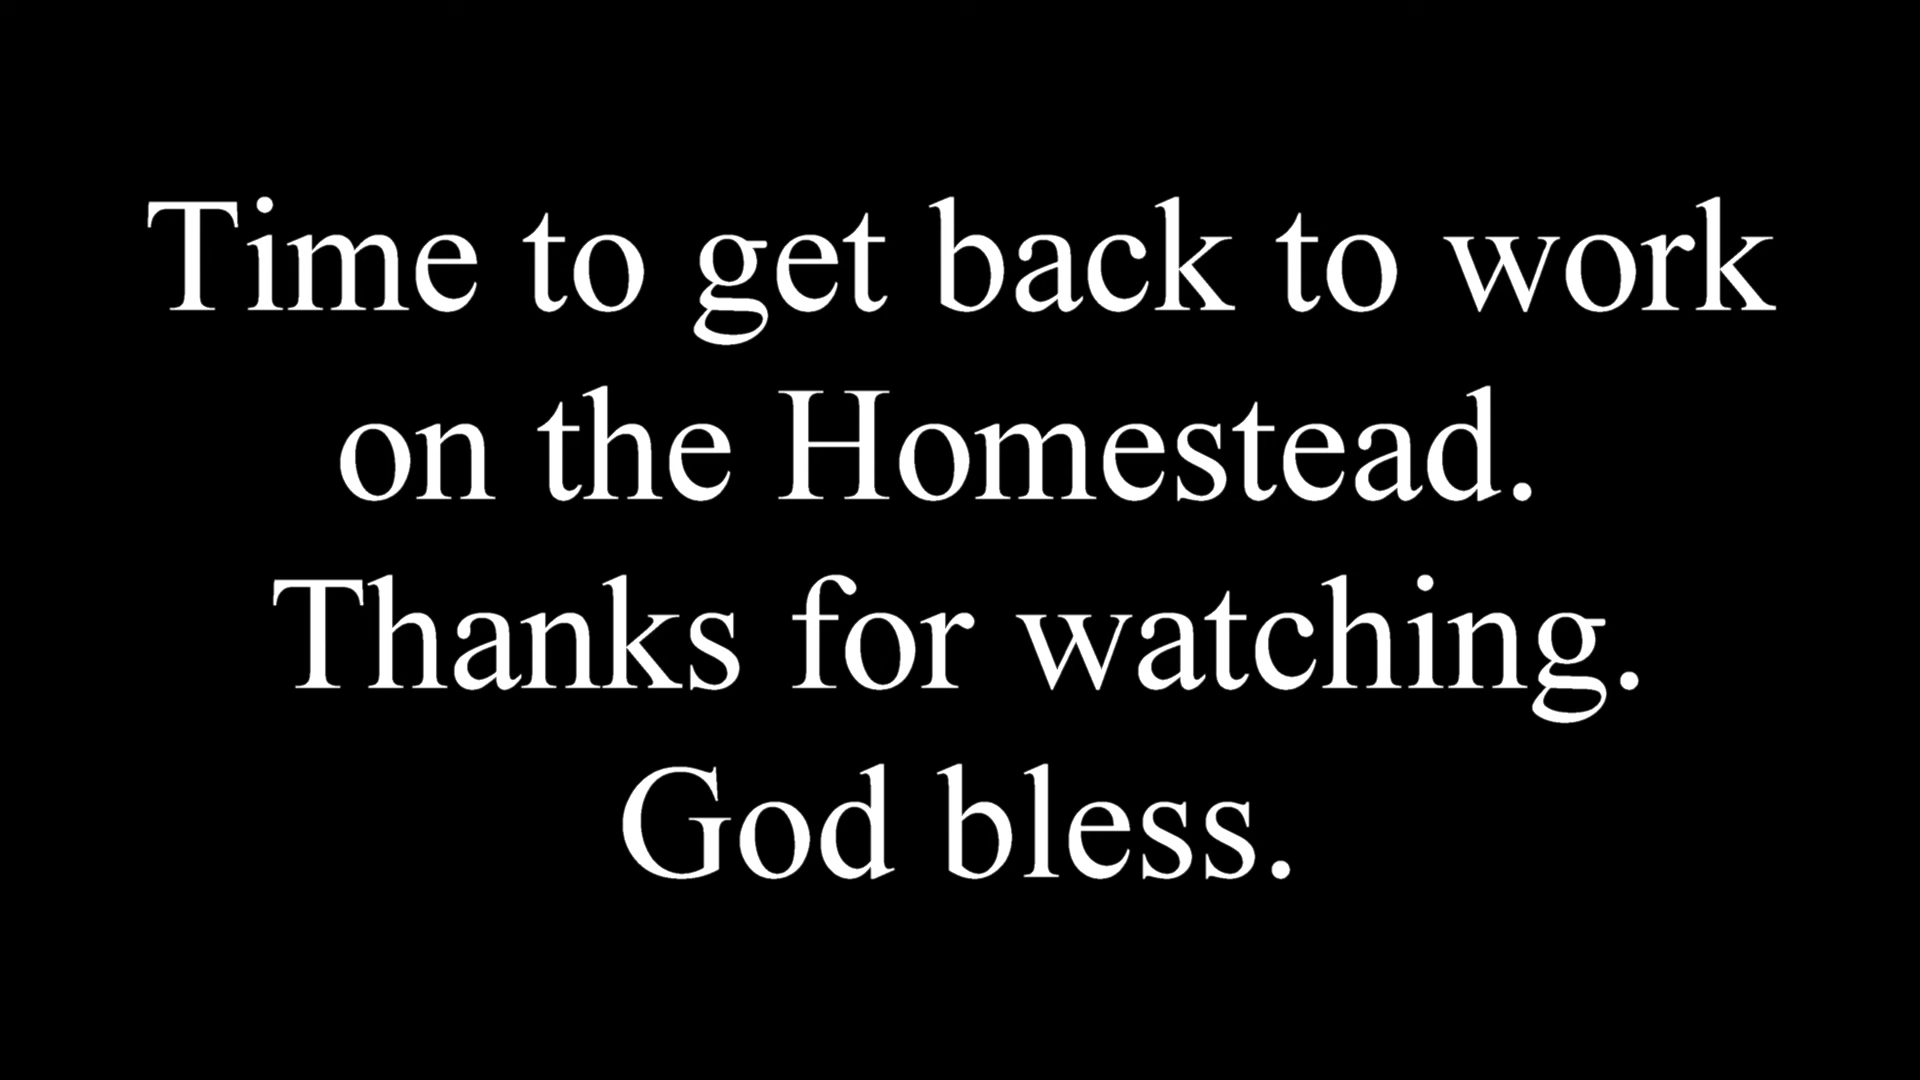 Time to get back to work
on the Homestead.
Thanks for watching.
God bless.